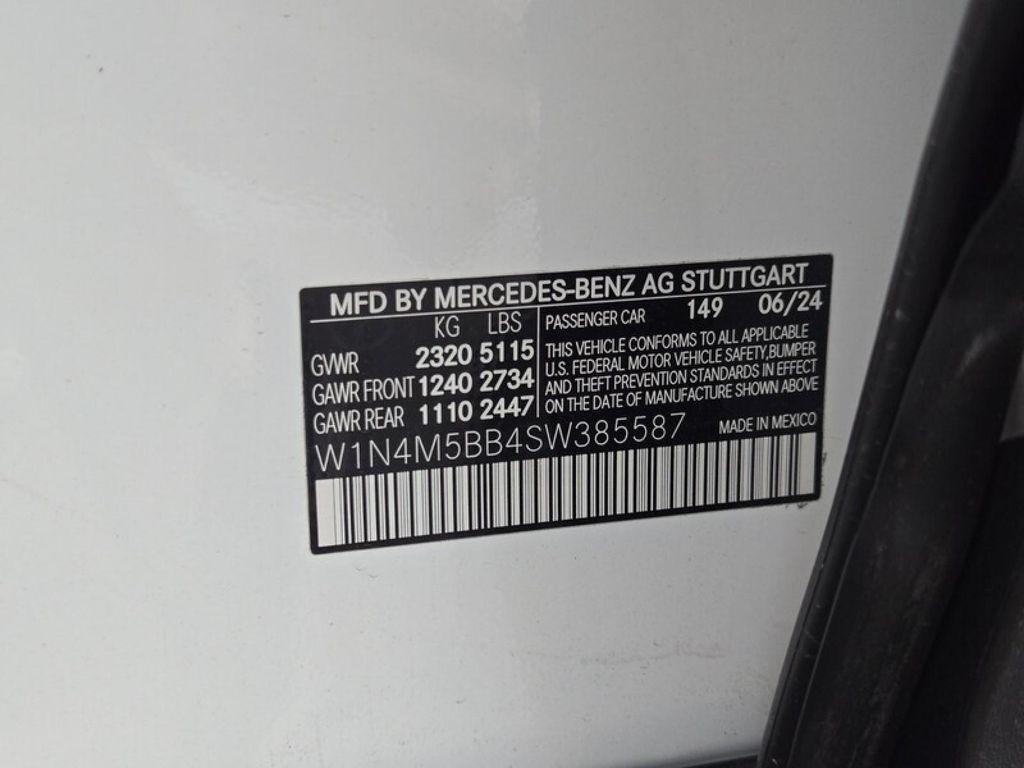 MFD BY MERCEDES-BENZ AG STUTTGART
KG LBS
GVWR 2320 5115
GAWR FRONT 1240 2734
GAWR REAR 1110 2447
PASSENGER CAR 149 06/24
THIS VEHICLE CONFORMS TO ALL APPLICABLE
U.S. FEDERAL MOTOR VEHICLE SAFETY,BUMPER
AND THEFT PREVENTION STANDARDS IN EFFECT
ON THE DATE OF MANUFACTURE SHOWN ABOVE
W1N4M5BB4SW385587 MADE IN MEXICO